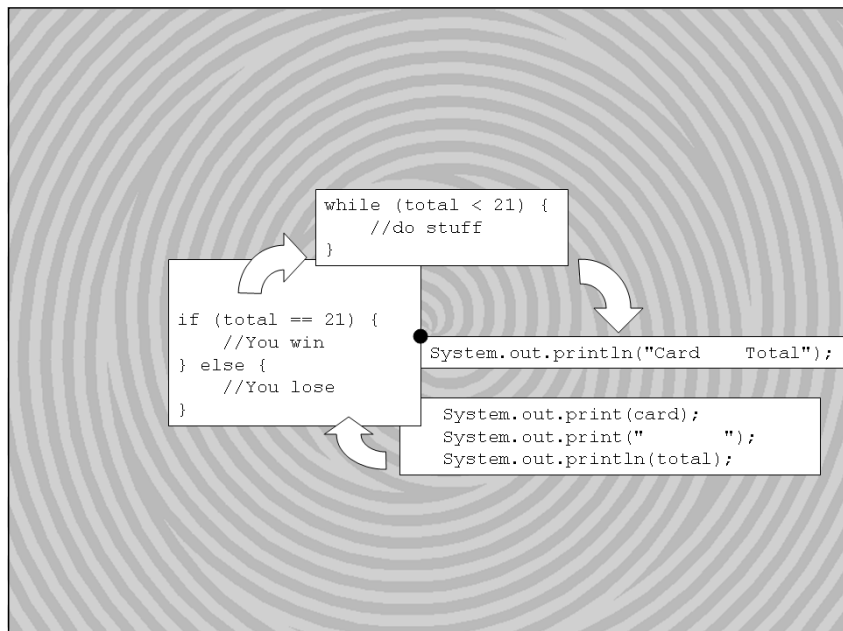 while (total < 21) {
    //do stuff
}
if (total == 21) {
    //You win
} else {
    //You lose
}
System.out.println("Card    Total");
System.out.print(card);
System.out.print("       ");
System.out.println(total);